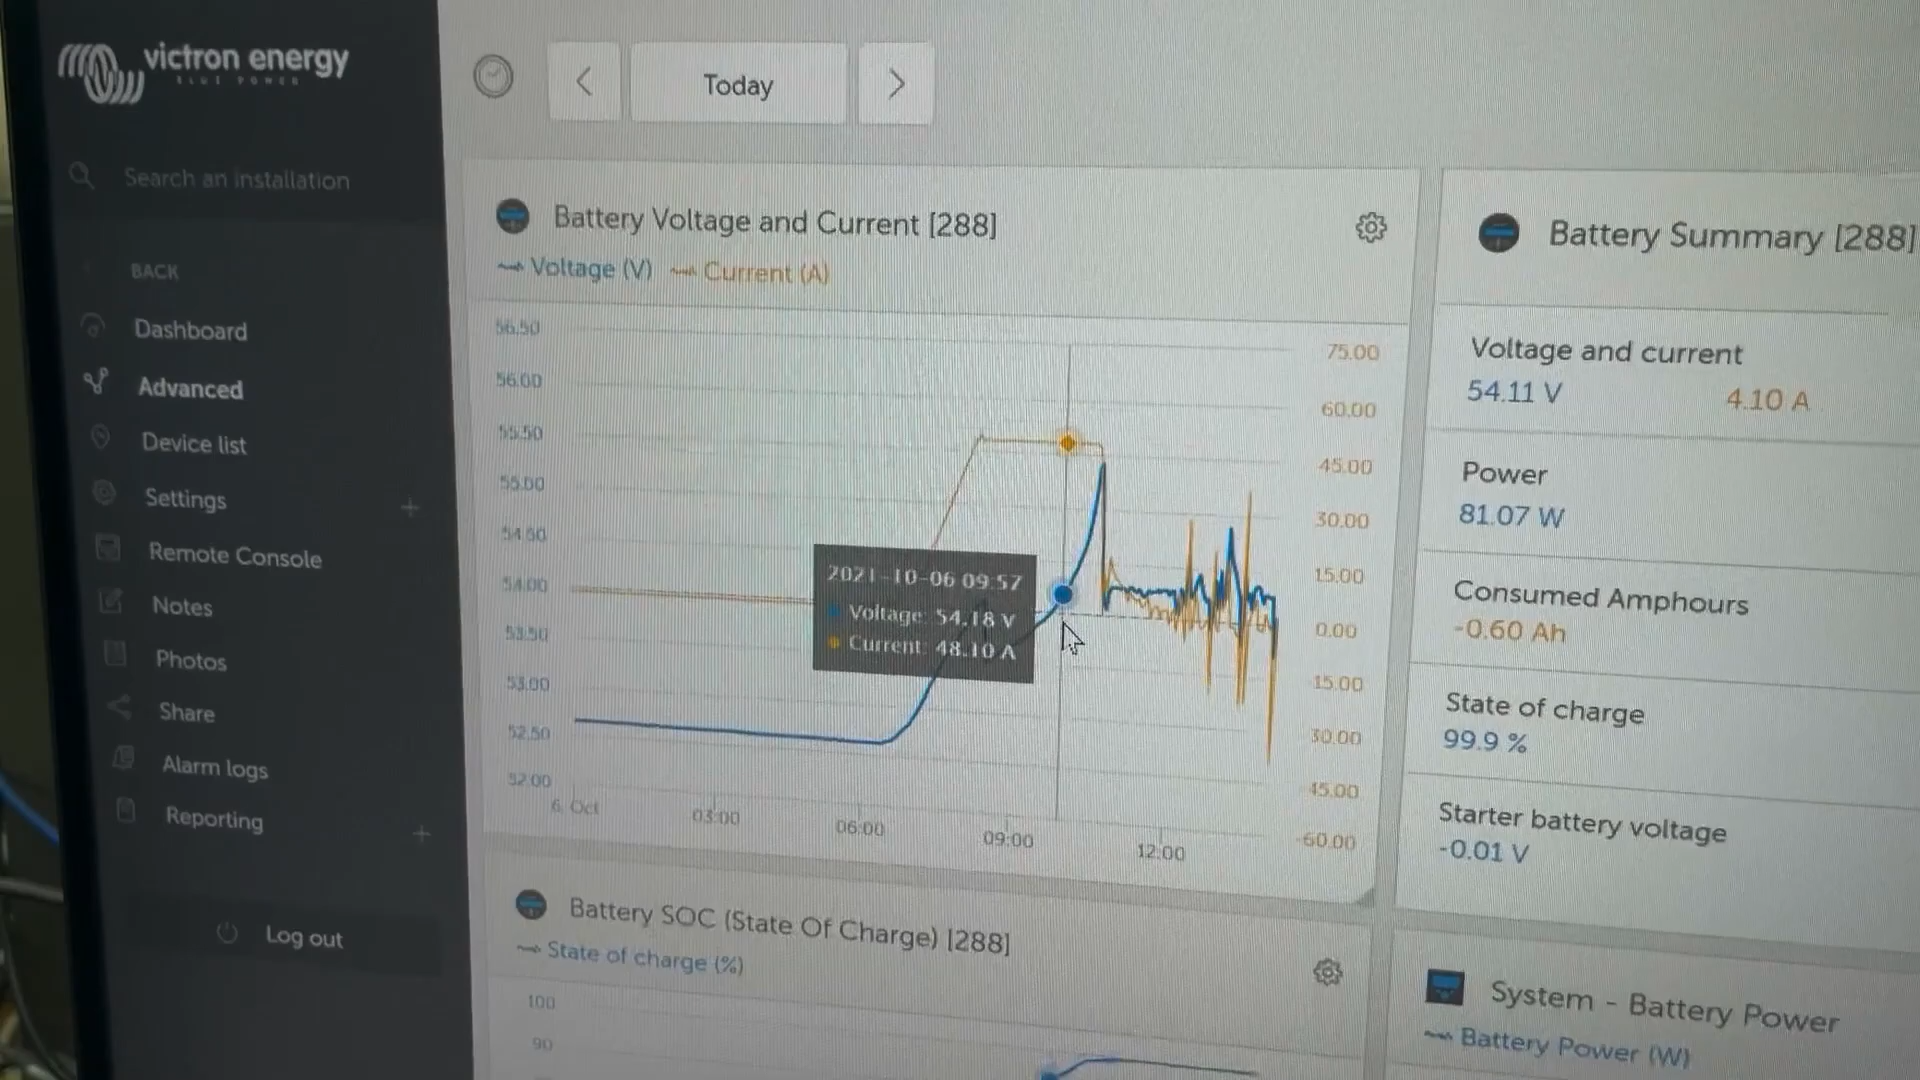 victron energy
BLUE POWER
Search an installation
BACK
Dashboard
Advanced
Device list
Settings
Remote Console
Notes
Photos
Share
Alarm logs
Reporting
Log out
Today
Battery Voltage and Current [288]
Voltage (V) Current (A)
56.50
56.00
55.50
55.00
54.50
54.00
53.50
53.00
52.50
52.00
75.00
60.00
45.00
30.00
15.00
0.00
15.00
30.00
45.00
-60.00
6. Oct
03:00
06:00
09:00
12:00
2021-10-06 09:57
Voltage: 54.18 V
Current: 48.10 A
Battery Summary [288]
Voltage and current
54.11 V 4.10 A
Power
81.07 W
Consumed Amphours
-0.60 Ah
State of charge
99.9 %
Starter battery voltage
-0.01 V
Battery SOC (State Of Charge) [288]
State of charge (%)
100
90
System - Battery Power
Battery Power (W)